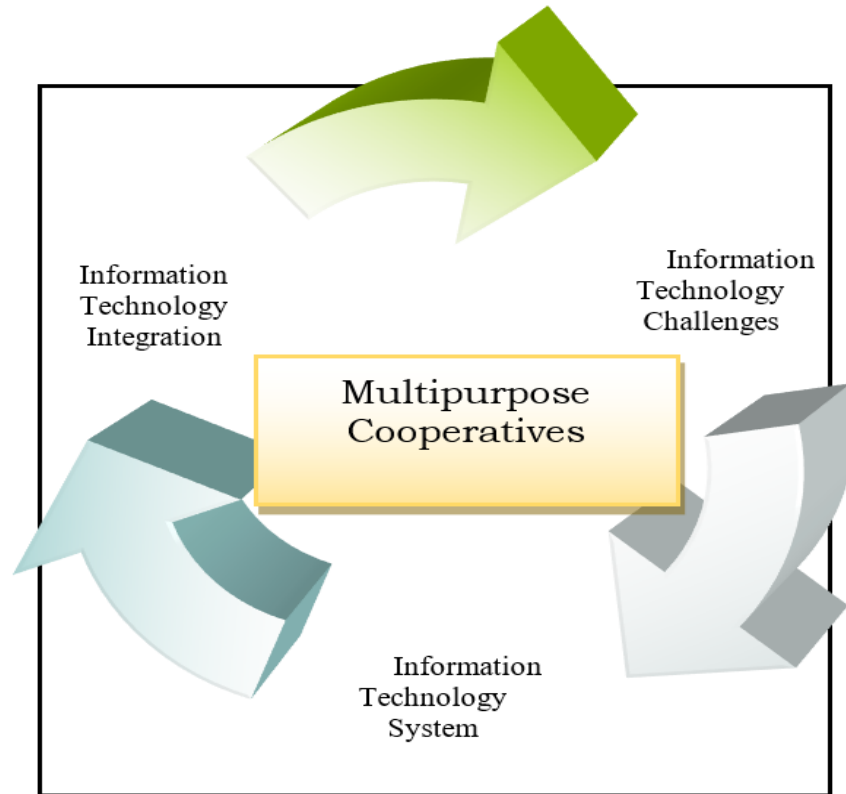 Information
Technology
Integration
Information
Technology
Challenges
Multipurpose
Cooperatives
Information
Technology
System